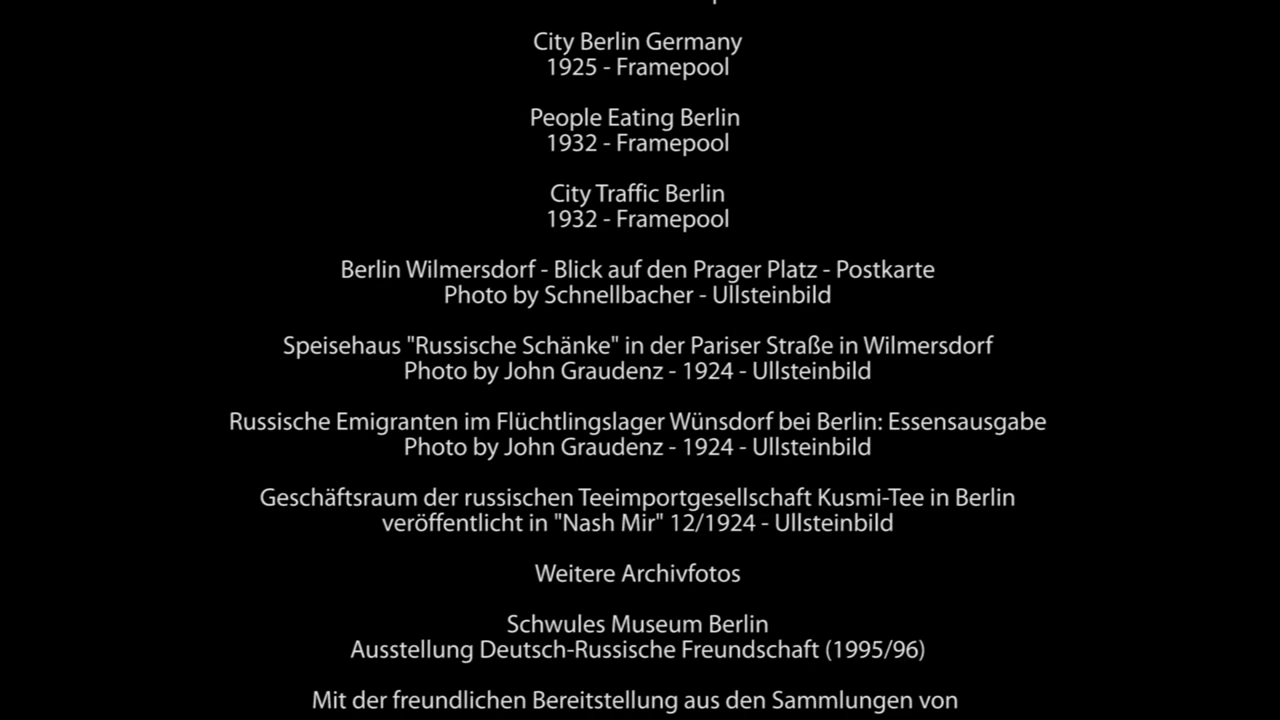 City Berlin Germany
1925 - Framepool
People Eating Berlin
1932 - Framepool
City Traffic Berlin
1932 - Framepool
Berlin Wilmersdorf - Blick auf den Prager Platz - Postkarte
Photo by Schnellbacher - Ullsteinbild
Speisehaus "Russische Schänke" in der Pariser Straße in Wilmersdorf
Photo by John Graudenz - 1924 - Ullsteinbild
Russische Emigranten im Flüchtlingslager Wünsdorf bei Berlin: Essensausgabe
Photo by John Graudenz - 1924 - Ullsteinbild
Geschäftsraum der russischen Teeimportgesellschaft Kusmi-Tee in Berlin
veröffentlicht in "Nash Mir" 12/1924 - Ullsteinbild
Weitere Archivfotos
Schwules Museum Berlin
Ausstellung Deutsch-Russische Freundschaft (1995/96)
Mit der freundlichen Bereitstellung aus den Sammlungen von